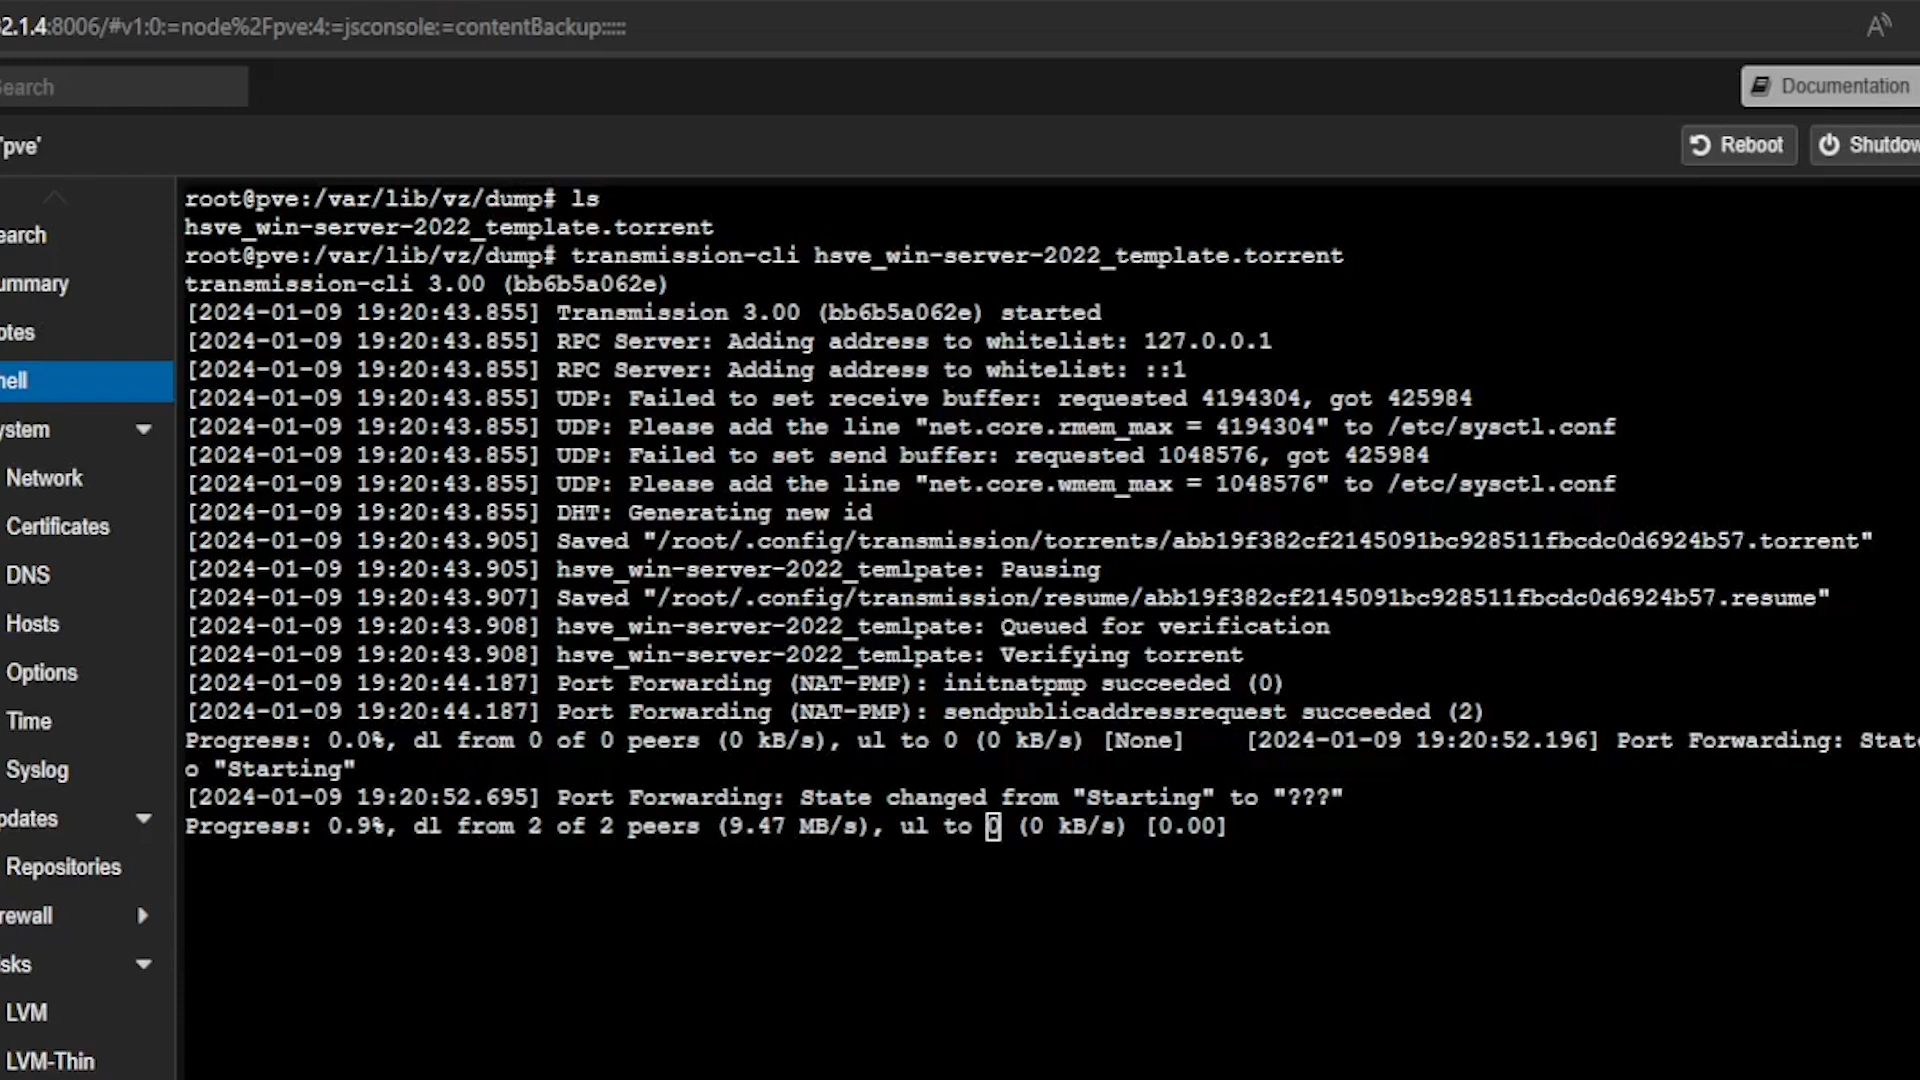 2.1.4:8006/#v1:0:=node%2Fpve:4:=jsconsole:=contentBackup:::::
A
earch
Documentation
'pve'
Reboot
Shutdow
root@pve:/var/lib/vz/dump# ls
hsve_win-server-2022_template.torrent
root@pve:/var/lib/vz/dump# transmission-cli hsve_win-server-2022_template.torrent
transmission-cli 3.00 (bb6b5a062e)
[2024-01-09 19:20:43.855] Transmission 3.00 (bb6b5a062e) started
[2024-01-09 19:20:43.855] RPC Server: Adding address to whitelist: 127.0.0.1
[2024-01-09 19:20:43.855] RPC Server: Adding address to whitelist: ::1
[2024-01-09 19:20:43.855] UDP: Failed to set receive buffer: requested 4194304, got 425984
[2024-01-09 19:20:43.855] UDP: Please add the line "net.core.rmem_max = 4194304" to /etc/sysctl.conf
[2024-01-09 19:20:43.855] UDP: Failed to set send buffer: requested 1048576, got 425984
[2024-01-09 19:20:43.855] UDP: Please add the line "net.core.wmem_max = 1048576" to /etc/sysctl.conf
[2024-01-09 19:20:43.855] DHT: Generating new id
[2024-01-09 19:20:43.905] Saved "/root/.config/transmission/torrents/abb19f382cf2145091bc928511fbcdc0d6924b57.torrent"
[2024-01-09 19:20:43.905] hsve_win-server-2022_temlpate: Pausing
[2024-01-09 19:20:43.907] Saved "/root/.config/transmission/resume/abb19f382cf2145091bc928511fbcdc0d6924b57.resume"
[2024-01-09 19:20:43.908] hsve_win-server-2022_temlpate: Queued for verification
[2024-01-09 19:20:43.908] hsve_win-server-2022_temlpate: Verifying torrent
[2024-01-09 19:20:44.187] Port Forwarding (NAT-PMP): initnatpmp succeeded (0)
[2024-01-09 19:20:44.187] Port Forwarding (NAT-PMP): sendpublicaddressrequest succeeded (2)
Progress: 0.0%, dl from 0 of 0 peers (0 kB/s), ul to 0 (0 kB/s) [None] [2024-01-09 19:20:52.196] Port Forwarding: State
o "Starting"
[2024-01-09 19:20:52.695] Port Forwarding: State changed from "Starting" to "???"
Progress: 0.9%, dl from 2 of 2 peers (9.47 MB/s), ul to 0 (0 kB/s) [0.00]
earch
ummary
otes
hell
ystem
Network
Certificates
DNS
Hosts
Options
Time
Syslog
pdates
Repositories
rewall
isks
LVM
LVM-Thin